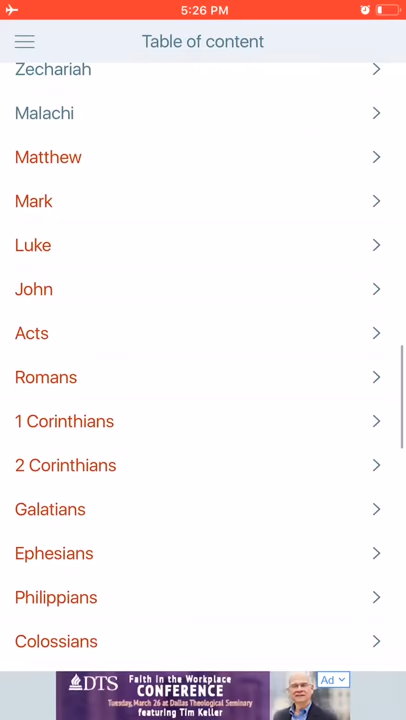 5:26 PM
Table of content
Zechariah
Malachi
Matthew
Mark
Luke
John
Acts
Romans
1 Corinthians
2 Corinthians
Galatians
Ephesians
Philippians
Colossians
DTS
Faith in the Workplace
CONFERENCE
Tuesday, March 26 at Dallas Theological Seminary
featuring Tim Keller
Ad